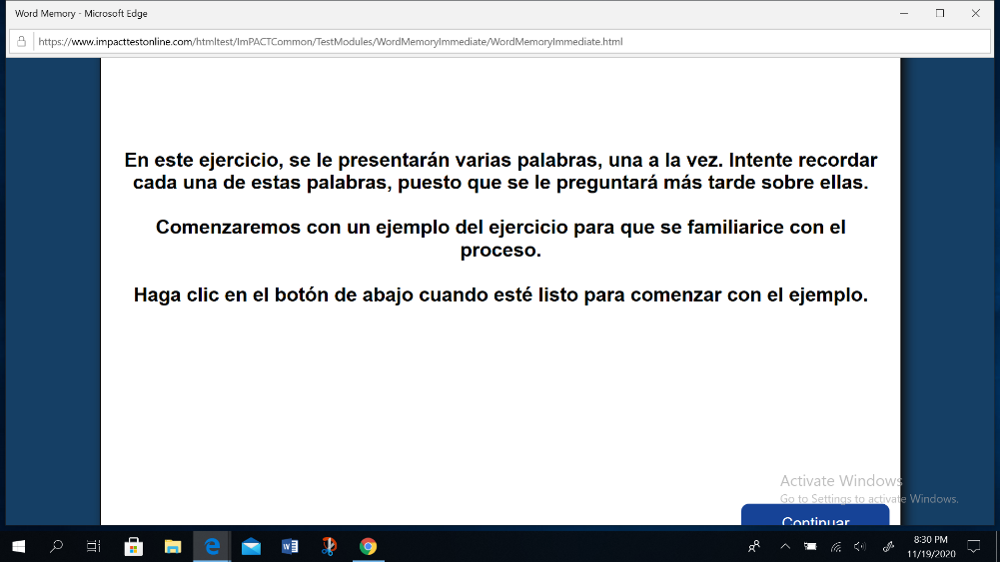 Word Memory - Microsoft Edge
https://www.impacttestonline.com/htmltest/ImPACTCommon/TestModules/WordMemoryImmediate/WordMemoryImmediate.html
En este ejercicio, se le presentarán varias palabras, una a la vez. Intente recordar
cada una de estas palabras, puesto que se le preguntará más tarde sobre ellas.
Comenzaremos con un ejemplo del ejercicio para que se familiarice con el
proceso.
Haga clic en el botón de abajo cuando esté listo para comenzar con el ejemplo.
Activate Windows
Go to Settings to activate Windows.
Continuar
8:30 PM
11/19/2020